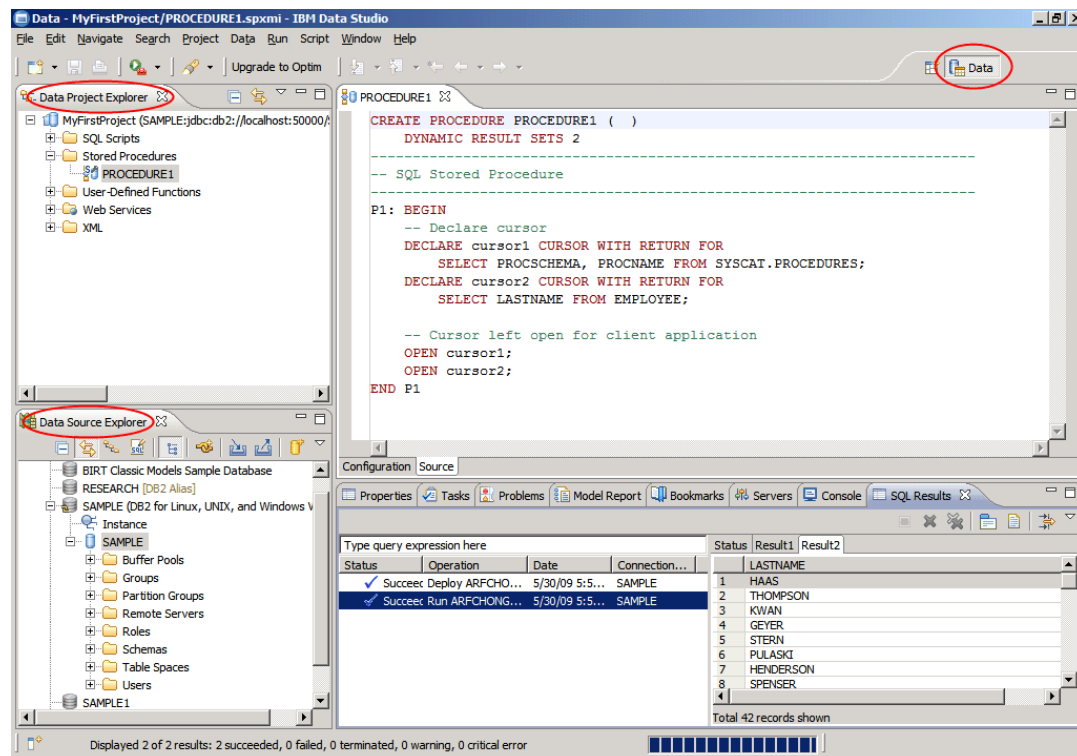 Data - MyFirstProject/PROCEDURE1.spxmi - IBM Data Studio
File Edit Navigate Search Project Data Run Script Window Help
Upgrade to Optim
Data
Data Project Explorer
MyFirstProject (SAMPLE:jdbc:db2://localhost:50000/
SQL Scripts
Stored Procedures
PROCEDURE1
User-Defined Functions
Web Services
XML
PROCEDURE1
CREATE PROCEDURE PROCEDURE1 ( )
DYNAMIC RESULT SETS 2
------------------------------------------------------------------------
-- SQL Stored Procedure
------------------------------------------------------------------------
P1: BEGIN
-- Declare cursor
DECLARE cursor1 CURSOR WITH RETURN FOR
SELECT PROCSCHEMA, PROCNAME FROM SYSCAT.PROCEDURES;
DECLARE cursor2 CURSOR WITH RETURN FOR
SELECT LASTNAME FROM EMPLOYEE;
-- Cursor left open for client application
OPEN cursor1;
OPEN cursor2;
END P1
Configuration Source
Data Source Explorer
BIRT Classic Models Sample Database
RESEARCH [DB2 Alias]
SAMPLE (DB2 for Linux, UNIX, and Windows V
Instance
SAMPLE
Buffer Pools
Groups
Partition Groups
Remote Servers
Roles
Schemas
Table Spaces
Users
SAMPLE1
Properties Tasks Problems Model Report Bookmarks Servers Console SQL Results
Type query expression here
Status Operation Date Connection...
Succeec Deploy ARFCHO... 5/30/09 5:5... SAMPLE
Succeec Run ARFCHONG... 5/30/09 5:5... SAMPLE
Status Result1 Result2
LASTNAME
1 HAAS
2 THOMPSON
3 KWAN
4 GEYER
5 STERN
6 PULASKI
7 HENDERSON
8 SPENSER
Total 42 records shown
Displayed 2 of 2 results: 2 succeeded, 0 failed, 0 terminated, 0 warning, 0 critical error